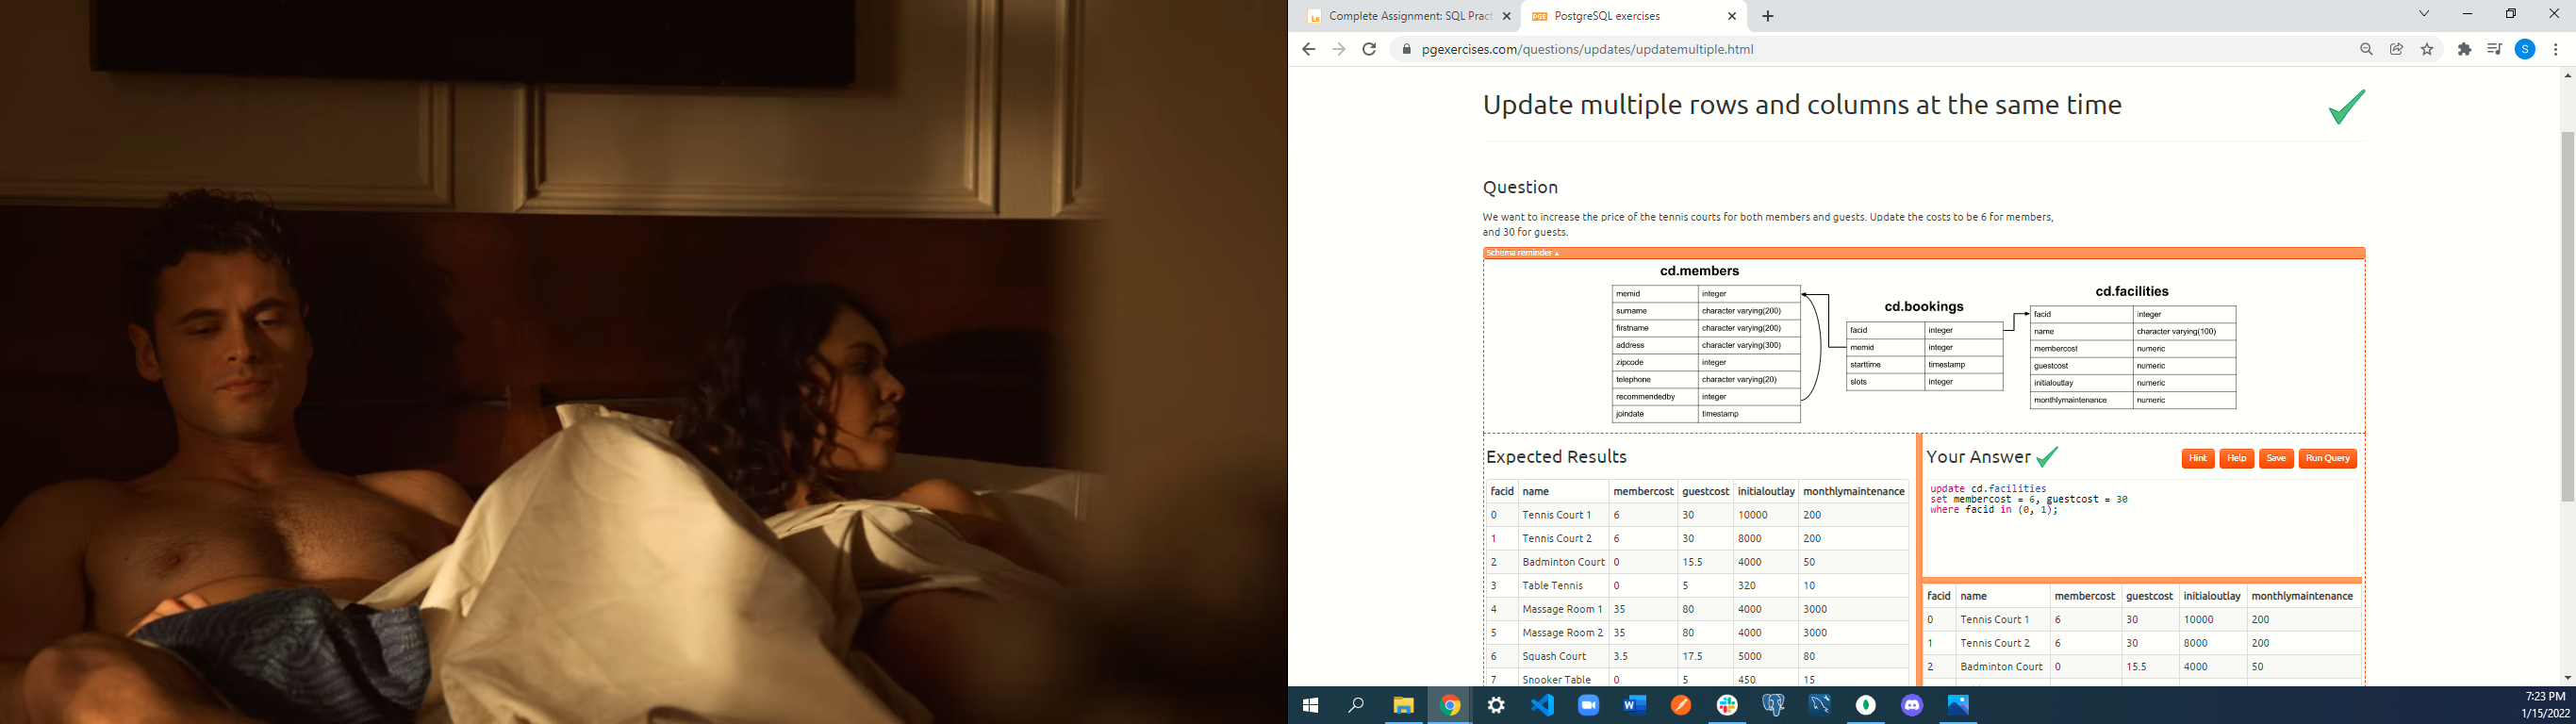 Complete Assignment: SQL Pract
PGE PostgreSQL exercises
pgexercises.com/questions/updates/updatemultiple.html
S
Update multiple rows and columns at the same time
Question
We want to increase the price of the tennis courts for both members and guests. Update the costs to be 6 for members,
and 30 for guests.
Schema reminder
cd.members
memid integer
surname character varying(200)
firstname character varying(200)
address character varying(300)
zipcode integer
telephone character varying(20)
recommendedby integer
joindate timestamp
cd.bookings
facid integer
memid integer
starttime timestamp
slots integer
cd.facilities
facid integer
name character varying(100)
membercost numeric
guestcost numeric
initialoutlay numeric
monthlymaintenance numeric
Expected Results
facid name membercost guestcost initialoutlay monthlymaintenance
0 Tennis Court 1 6 30 10000 200
1 Tennis Court 2 6 30 8000 200
2 Badminton Court 0 15.5 4000 50
3 Table Tennis 0 5 320 10
4 Massage Room 1 35 80 4000 3000
5 Massage Room 2 35 80 4000 3000
6 Squash Court 3.5 17.5 5000 80
7 Snooker Table 0 5 450 15
Your Answer
Hint Help Save Run Query
update cd.facilities
set membercost = 6, guestcost = 30
where facid in (0, 1);
facid name membercost guestcost initialoutlay monthlymaintenance
0 Tennis Court 1 6 30 10000 200
1 Tennis Court 2 6 30 8000 200
2 Badminton Court 0 15.5 4000 50
7:23 PM
1/15/2022